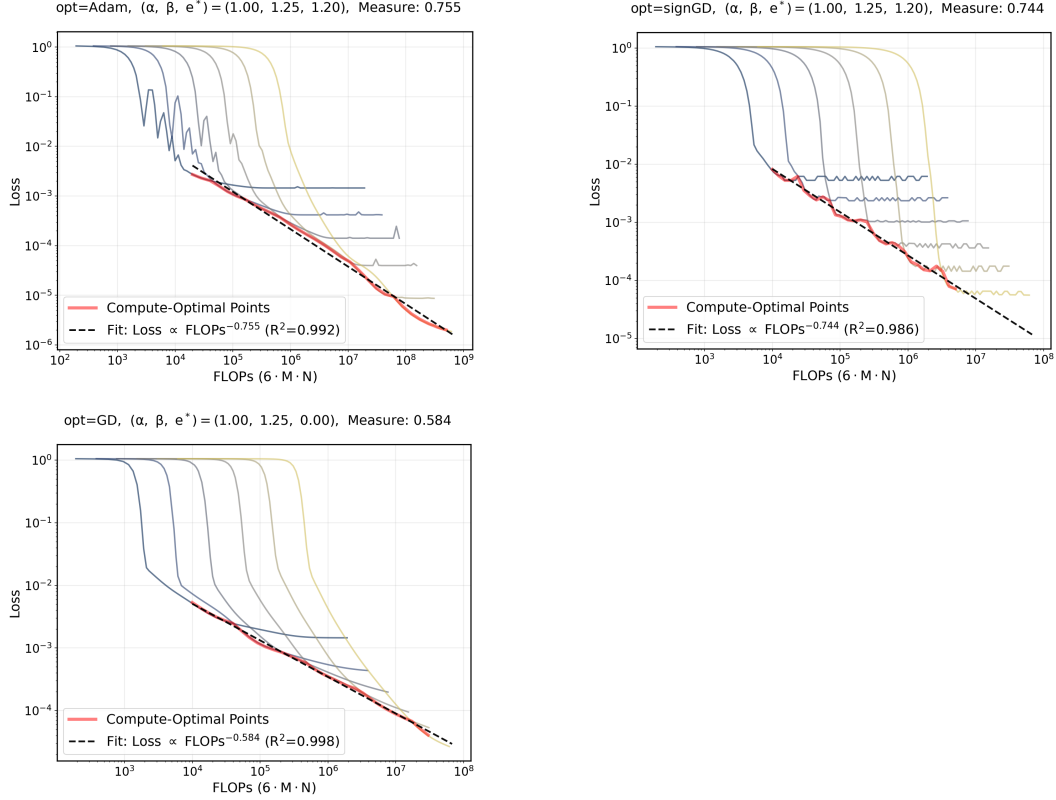 opt=Adam, (α, β, e*) = (1.00, 1.25, 1.20), Measure: 0.755
10⁰
10⁻¹
10⁻²
10⁻³
10⁻⁴
10⁻⁵
10⁻⁶
Loss
Compute-Optimal Points
Fit: Loss ∝ FLOPs⁻⁰·⁷⁵⁵ (R²=0.992)
10² 10³ 10⁴ 10⁵ 10⁶ 10⁷ 10⁸ 10⁹
FLOPs (6 · M · N)
opt=signGD, (α, β, e*) = (1.00, 1.25, 1.20), Measure: 0.744
10⁰
10⁻¹
10⁻²
10⁻³
10⁻⁴
10⁻⁵
Loss
Compute-Optimal Points
Fit: Loss ∝ FLOPs⁻⁰·⁷⁴⁴ (R²=0.986)
10³ 10⁴ 10⁵ 10⁶ 10⁷ 10⁸
FLOPs (6 · M · N)
opt=GD, (α, β, e*) = (1.00, 1.25, 0.00), Measure: 0.584
10⁰
10⁻¹
10⁻²
10⁻³
10⁻⁴
Loss
Compute-Optimal Points
Fit: Loss ∝ FLOPs⁻⁰·⁵⁸⁴ (R²=0.998)
10³ 10⁴ 10⁵ 10⁶ 10⁷ 10⁸
FLOPs (6 · M · N)